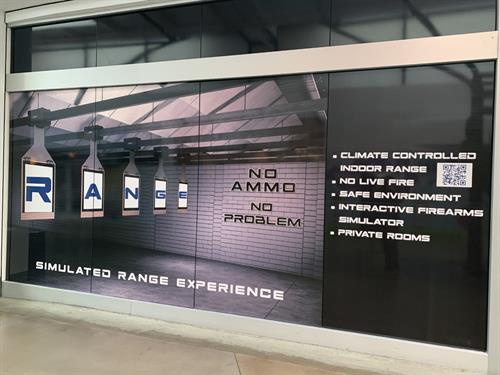 RANGE
NO
AMMO
NO
PROBLEM
SIMULATED RANGE EXPERIENCE
▪ CLIMATE CONTROLLED
INDOOR RANGE
▪ NO LIVE FIRE
▪ SAFE ENVIRONMENT
▪ INTERACTIVE FIREARMS
SIMULATOR
▪ PRIVATE ROOMS